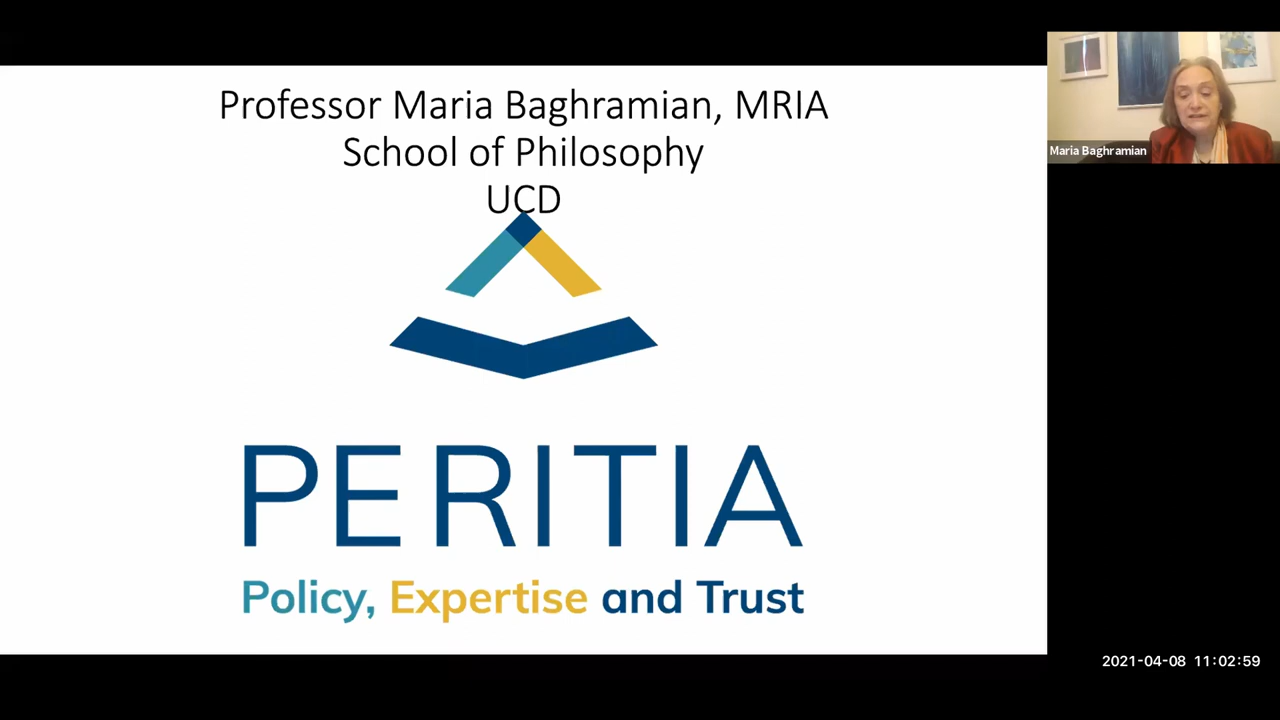 Professor Maria Baghramian, MRIA
School of Philosophy
UCD
PERITIA
Policy, Expertise and Trust
Maria Baghramian
2021-04-08 11:02:59